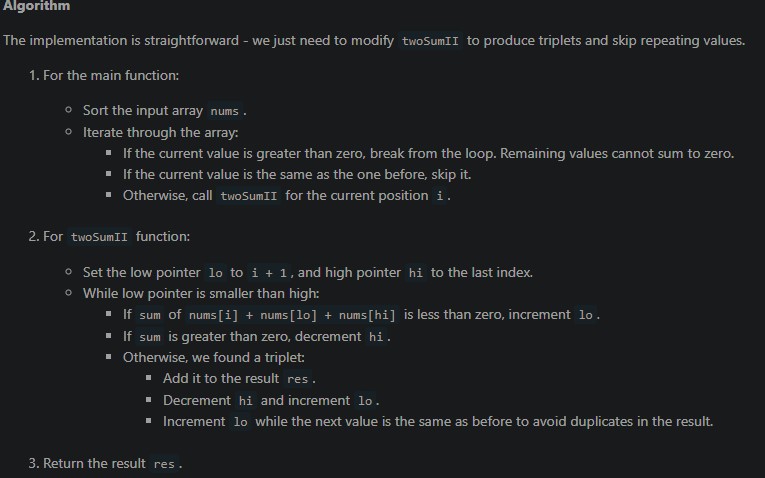 Algorithm
The implementation is straightforward - we just need to modify twoSumII to produce triplets and skip repeating values.
1. For the main function:
Sort the input array nums.
Iterate through the array:
If the current value is greater than zero, break from the loop. Remaining values cannot sum to zero.
If the current value is the same as the one before, skip it.
Otherwise, call twoSumII for the current position i.
2. For twoSumII function:
Set the low pointer lo to i + 1, and high pointer hi to the last index.
While low pointer is smaller than high:
If sum of nums[i] + nums[lo] + nums[hi] is less than zero, increment lo.
If sum is greater than zero, decrement hi.
Otherwise, we found a triplet:
Add it to the result res.
Decrement hi and increment lo.
Increment lo while the next value is the same as before to avoid duplicates in the result.
3. Return the result res.